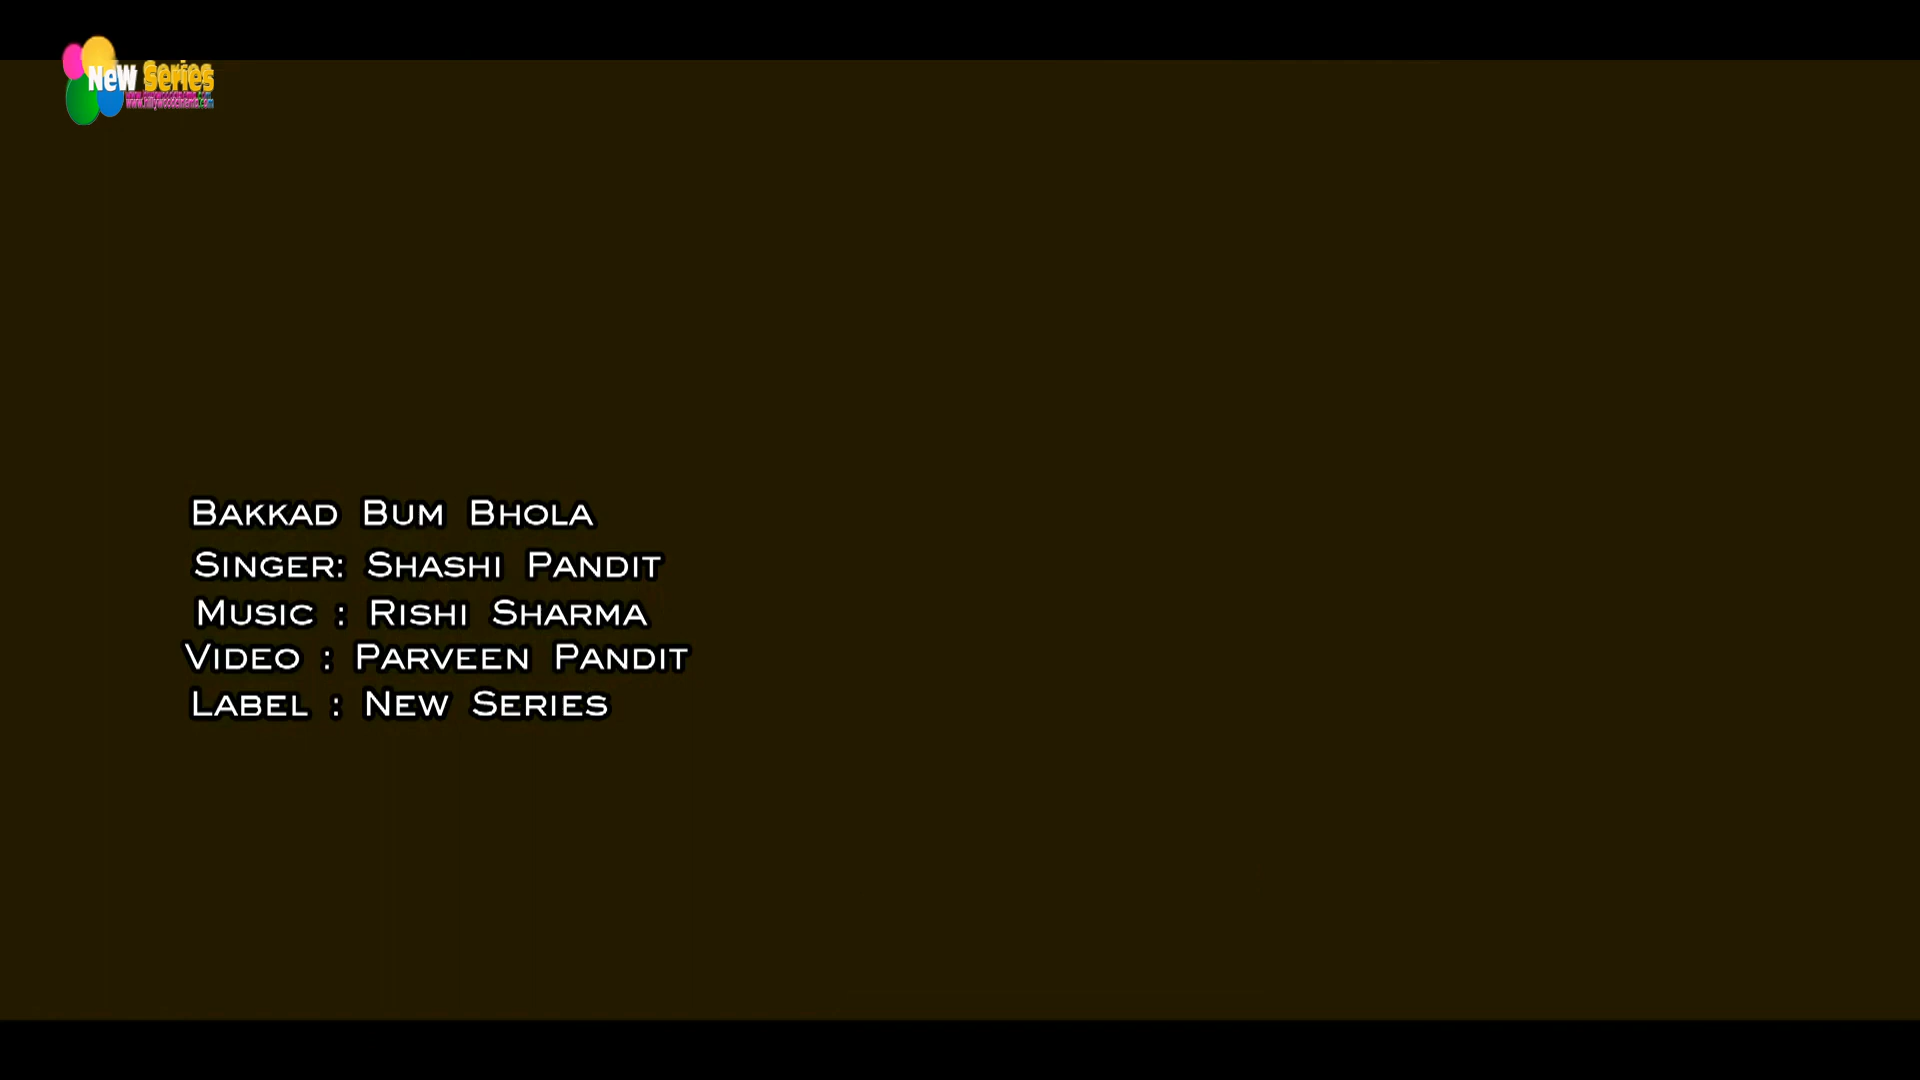 New Series
Bakkad Bum Bhola
Singer: Shashi Pandit
Music : Rishi Sharma
Video : Parveen Pandit
Label : New Series